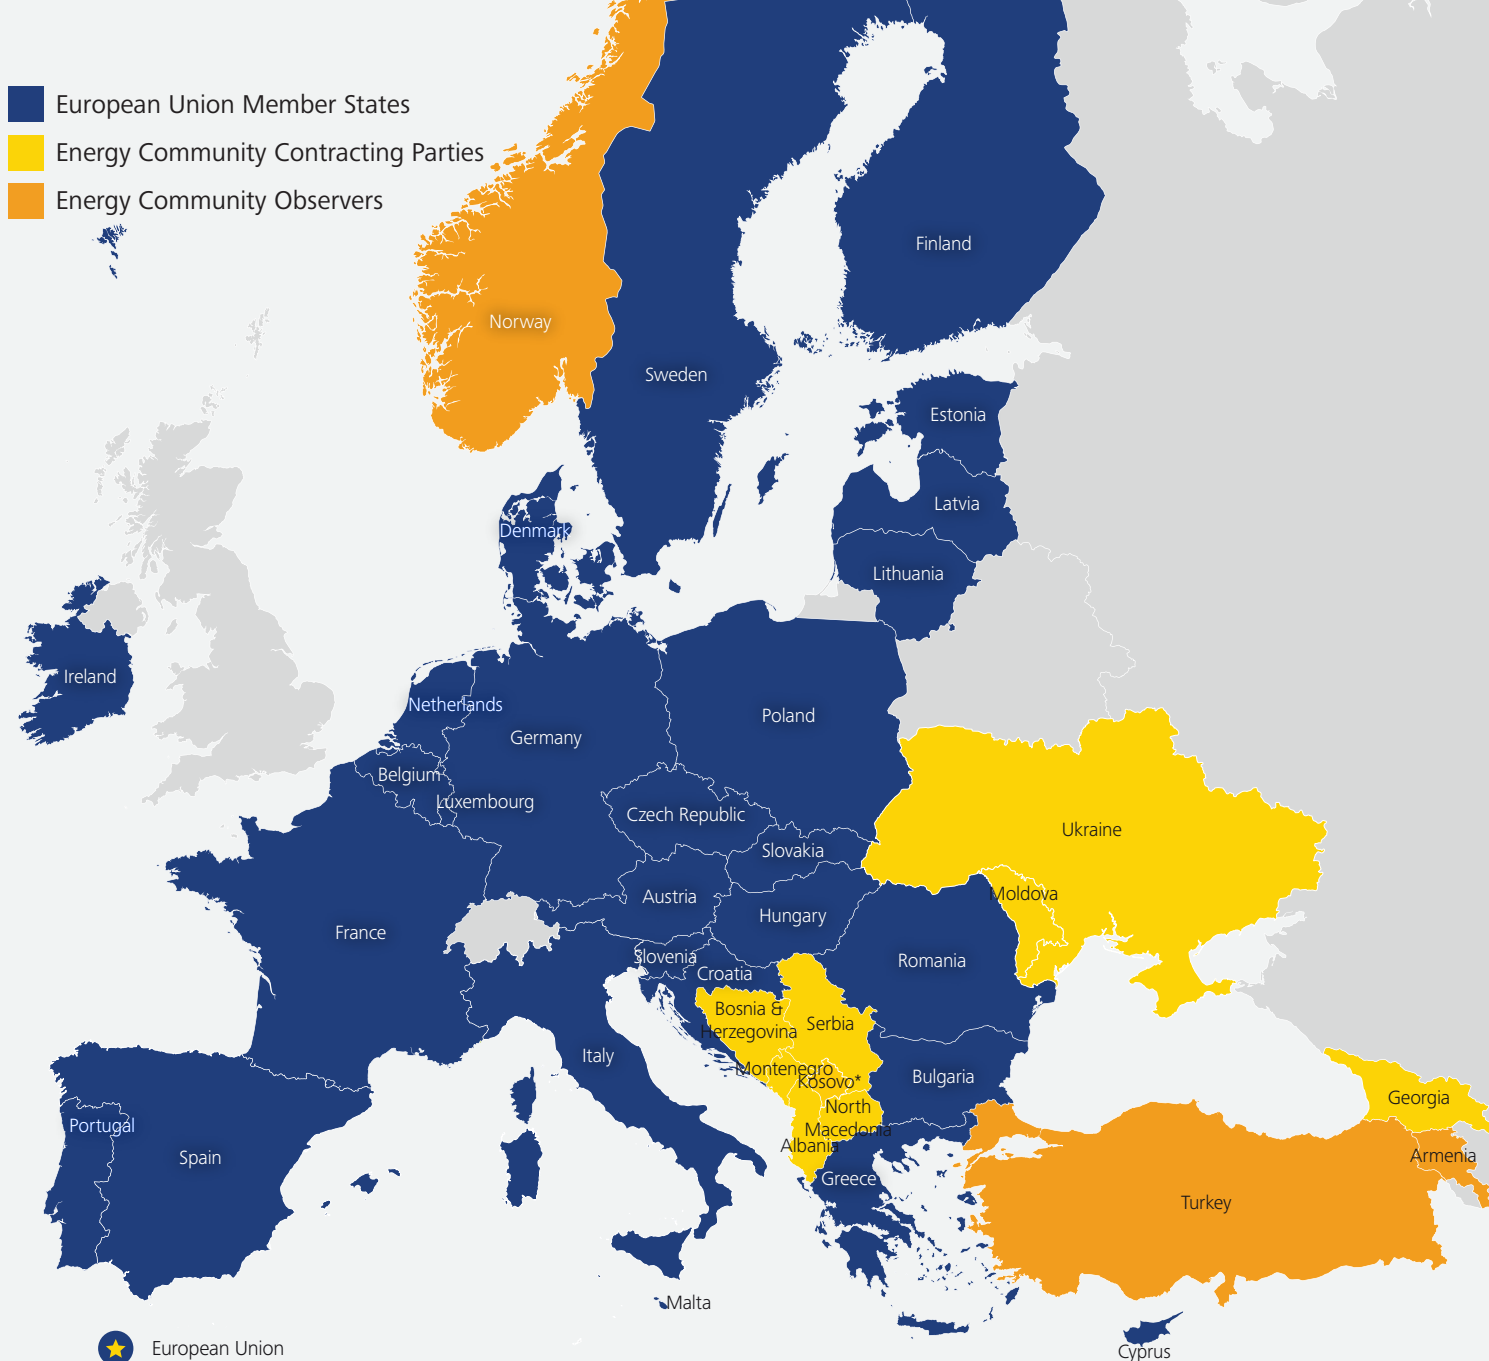 European Union Member States
Energy Community Contracting Parties
Energy Community Observers
Finland
Norway
Sweden
Estonia
Latvia
Denmark
Lithuania
Ireland
Netherlands
Poland
Germany
Belgium
Luxembourg
Czech Republic
Ukraine
Slovakia
Austria
Moldova
Hungary
France
Slovenia
Romania
Croatia
Bosnia &
Herzegovina
Serbia
Italy
Montenegro
Kosovo*
Bulgaria
Georgia
North
Macedonia
Portugal
Albania
Spain
Armenia
Greece
Turkey
Malta
European Union
Cyprus